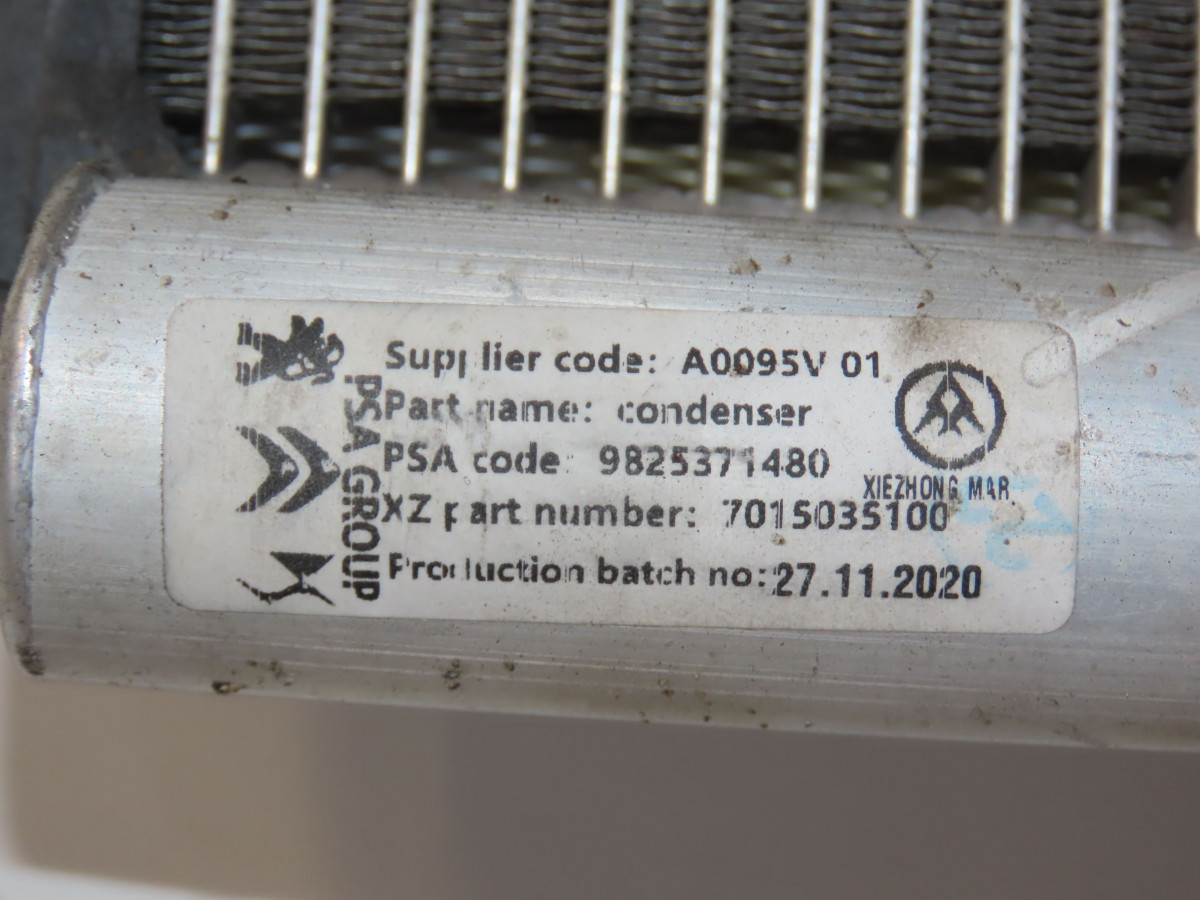 Supplier code: A0095V 01
Part name: condenser
PSA code: 9825371480
XZ part number: 7015035100
Production batch no:27.11.2020
PSA GROUP
XIEZHONG MAR